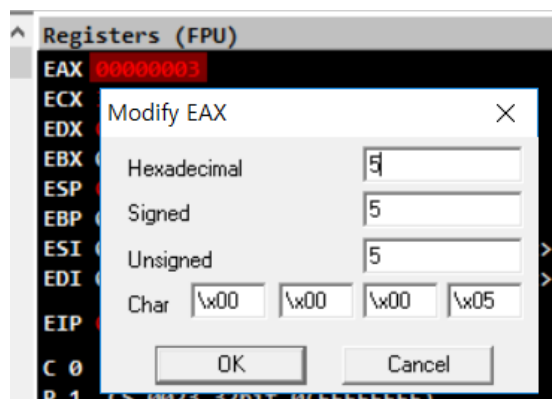 Registers (FPU)
EAX 00000003
ECX
Modify EAX
EDX
EBX
Hexadecimal 5
ESP
Signed 5
EBP
ESI
Unsigned 5
EDI
Char \x00 \x00 \x00 \x05
EIP
OK Cancel
C 0